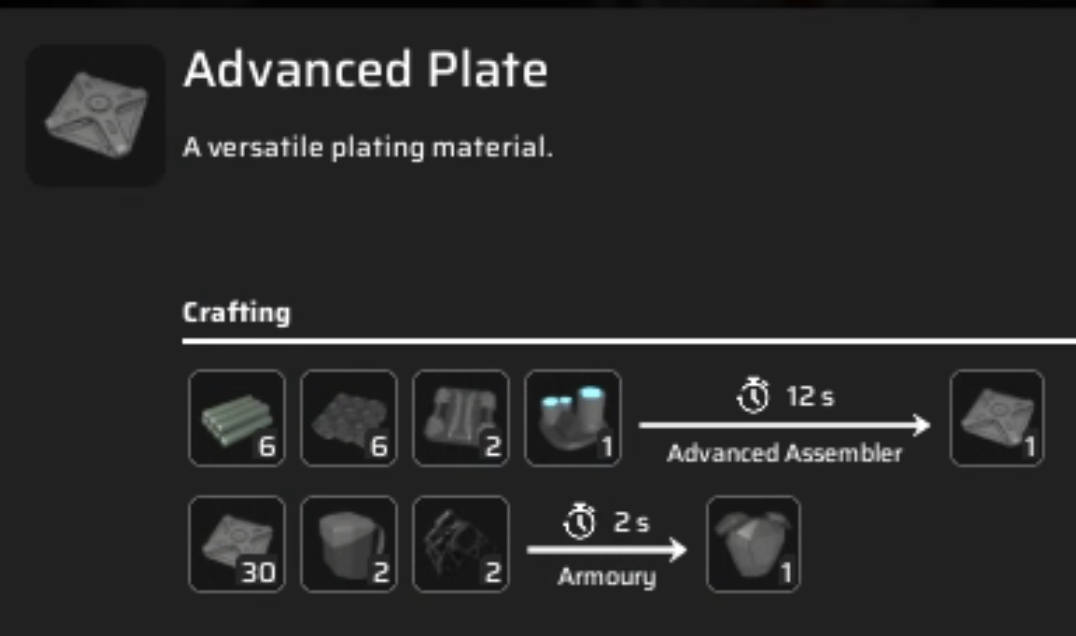 Advanced Plate
A versatile plating material.
Crafting
6 6 2 1 12 s 1
Advanced Assembler
30 2 2 2 s 1
Armoury